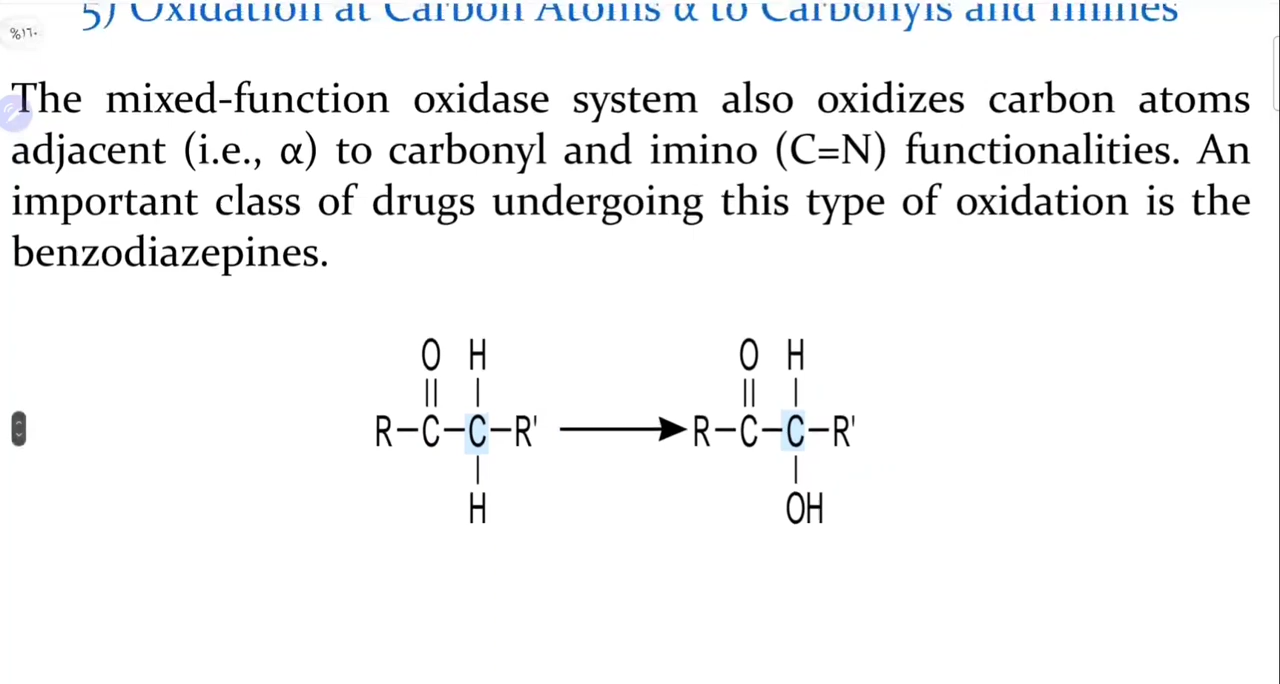 %١٦٠
5) Oxidation at Carbon Atoms α to Carbonyls and Imines
The mixed-function oxidase system also oxidizes carbon atoms
adjacent (i.e., α) to carbonyl and imino (C=N) functionalities. An
important class of drugs undergoing this type of oxidation is the
benzodiazepines.
O H O H
R-C-C-R' R-C-C-R'
H OH